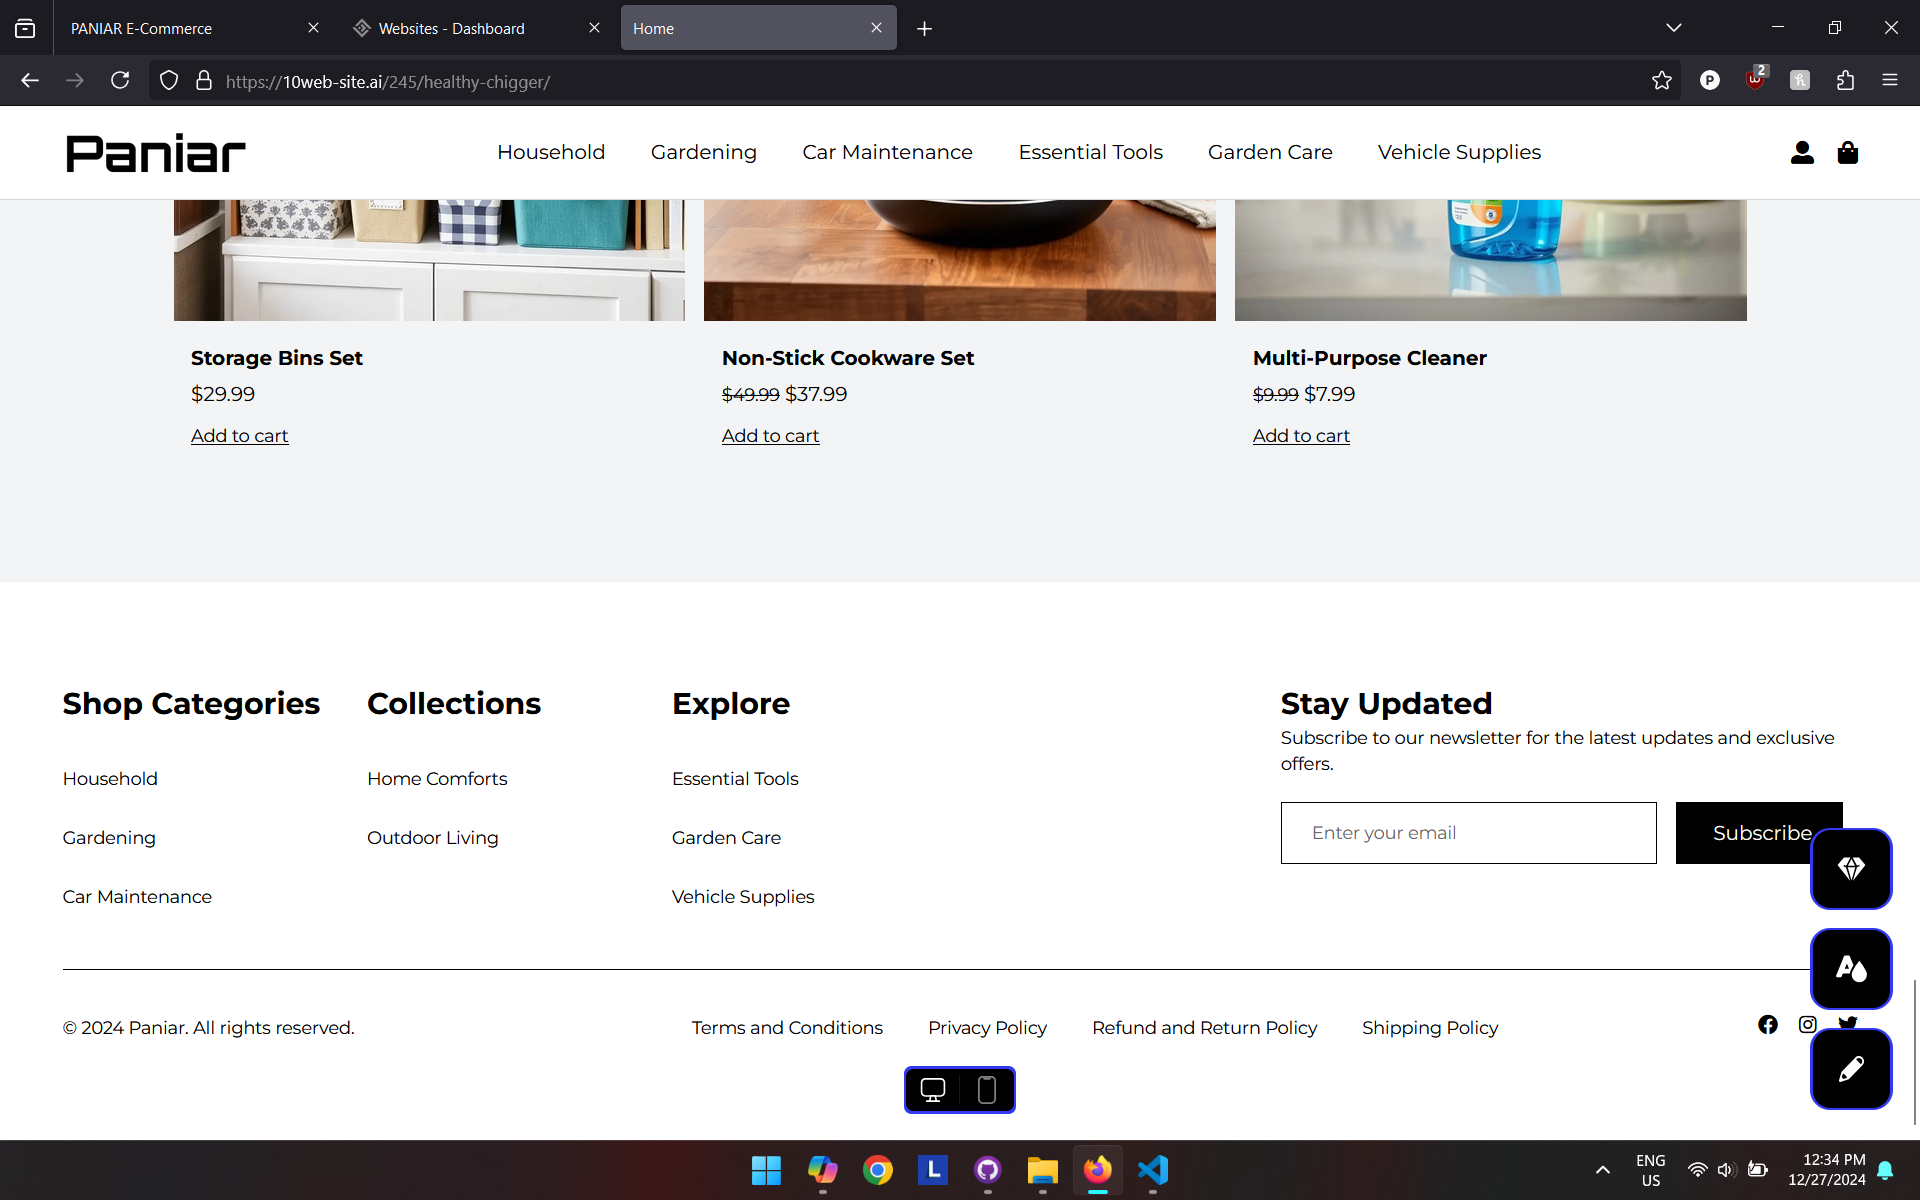 PANIAR E-Commerce
Websites - Dashboard
Home
https://10web-site.ai/245/healthy-chigger/
2
Paniar
Household
Gardening
Car Maintenance
Essential Tools
Garden Care
Vehicle Supplies
Storage Bins Set
$29.99
Add to cart
Non-Stick Cookware Set
$49.99 $37.99
Add to cart
Multi-Purpose Cleaner
$9.99 $7.99
Add to cart
Shop Categories
Household
Gardening
Car Maintenance
Collections
Home Comforts
Outdoor Living
Explore
Essential Tools
Garden Care
Vehicle Supplies
Stay Updated
Subscribe to our newsletter for the latest updates and exclusive
offers.
Enter your email
Subscribe
© 2024 Paniar. All rights reserved.
Terms and Conditions
Privacy Policy
Refund and Return Policy
Shipping Policy
L
ENG
US
12:34 PM
12/27/2024